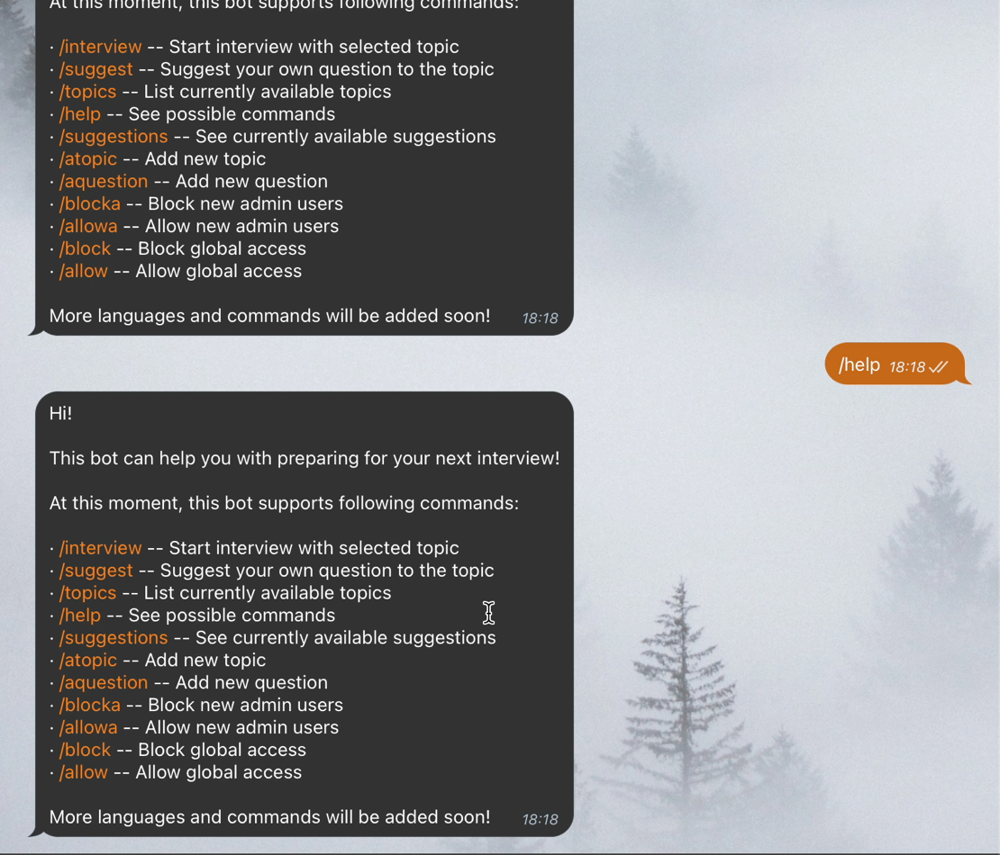 At this moment, this bot supports following commands:
· /interview -- Start interview with selected topic
· /suggest -- Suggest your own question to the topic
· /topics -- List currently available topics
· /help -- See possible commands
· /suggestions -- See currently available suggestions
· /atopic -- Add new topic
· /aquestion -- Add new question
· /blocka -- Block new admin users
· /allowa -- Allow new admin users
· /block -- Block global access
· /allow -- Allow global access
More languages and commands will be added soon! 18:18
/help 18:18
Hi!
This bot can help you with preparing for your next interview!
At this moment, this bot supports following commands:
· /interview -- Start interview with selected topic
· /suggest -- Suggest your own question to the topic
· /topics -- List currently available topics
· /help -- See possible commands
· /suggestions -- See currently available suggestions
· /atopic -- Add new topic
· /aquestion -- Add new question
· /blocka -- Block new admin users
· /allowa -- Allow new admin users
· /block -- Block global access
· /allow -- Allow global access
More languages and commands will be added soon! 18:18